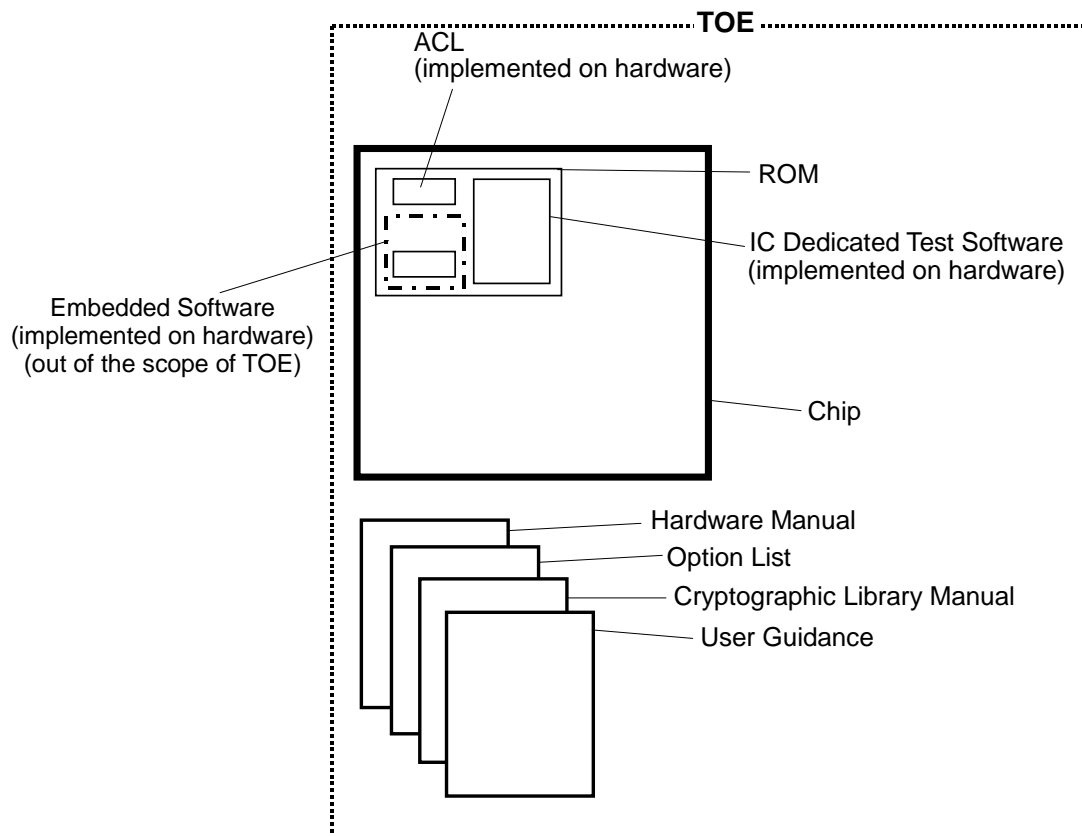 TOE
ACL
(implemented on hardware)
ROM
IC Dedicated Test Software
(implemented on hardware)
Embedded Software
(implemented on hardware)
(out of the scope of TOE)
Chip
Hardware Manual
Option List
Cryptographic Library Manual
User Guidance